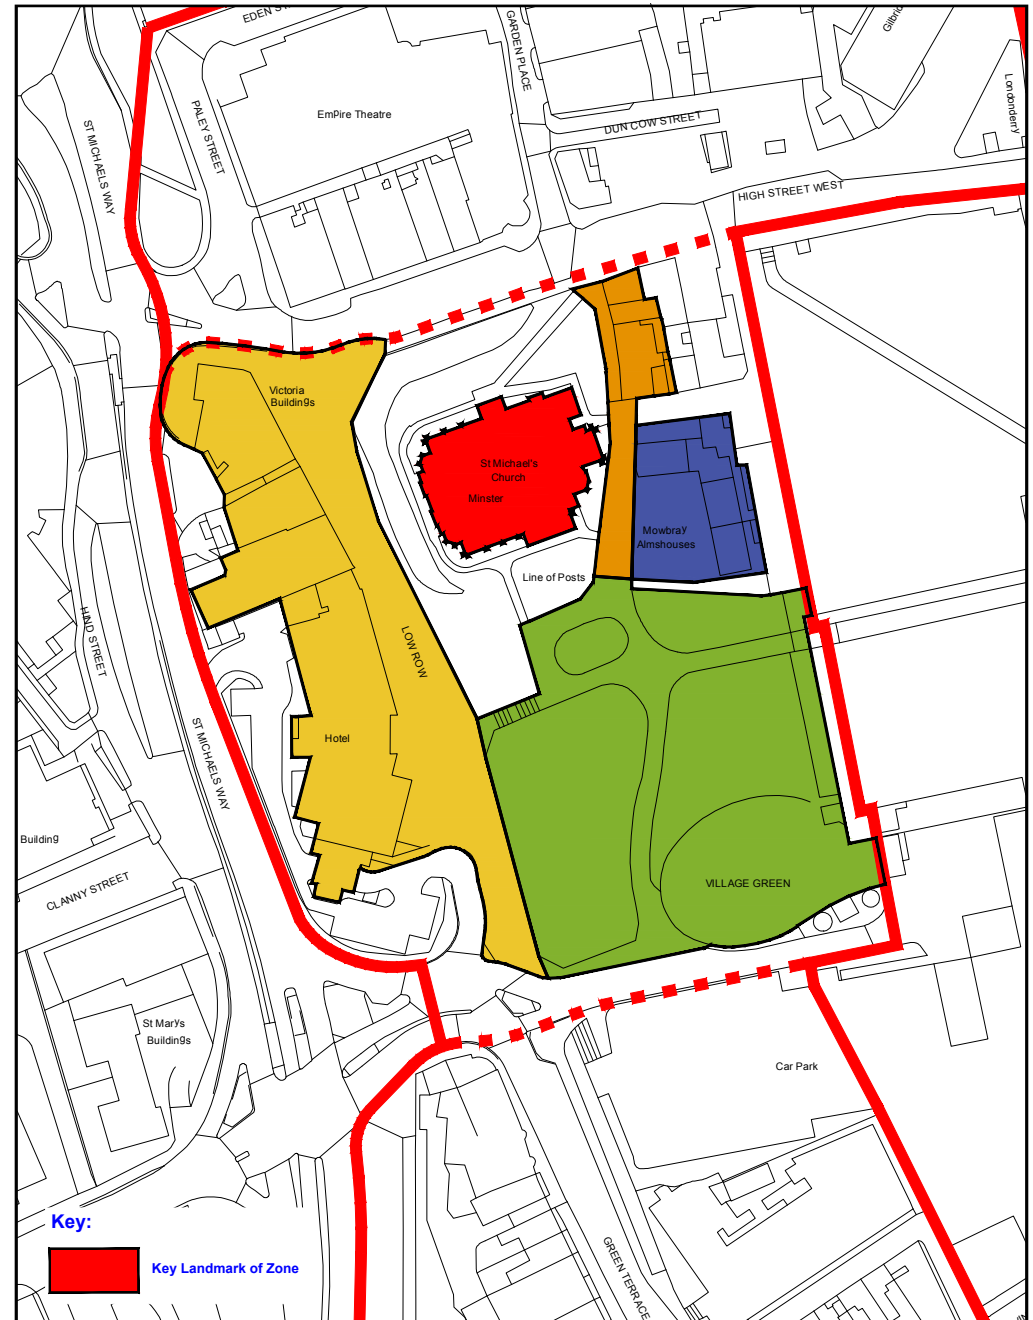 EDEN ST
GARDEN PLACE
Gilbrid
Londonderry
EmPire Theatre
PALEY STREET
ST MICHAELS WAY
DUN COW STREET
HIGH STREET WEST
Victoria
Buildings
St Michael's
Church
Minster
Mowbray
Almshouses
Line of Posts
HIND STREET
LOW ROW
ST MICHAELS WAY
Hotel
Building
CLANNY STREET
VILLAGE GREEN
St Marys
Buildings
Car Park
GREEN TERRACE
Key:
Key Landmark of Zone